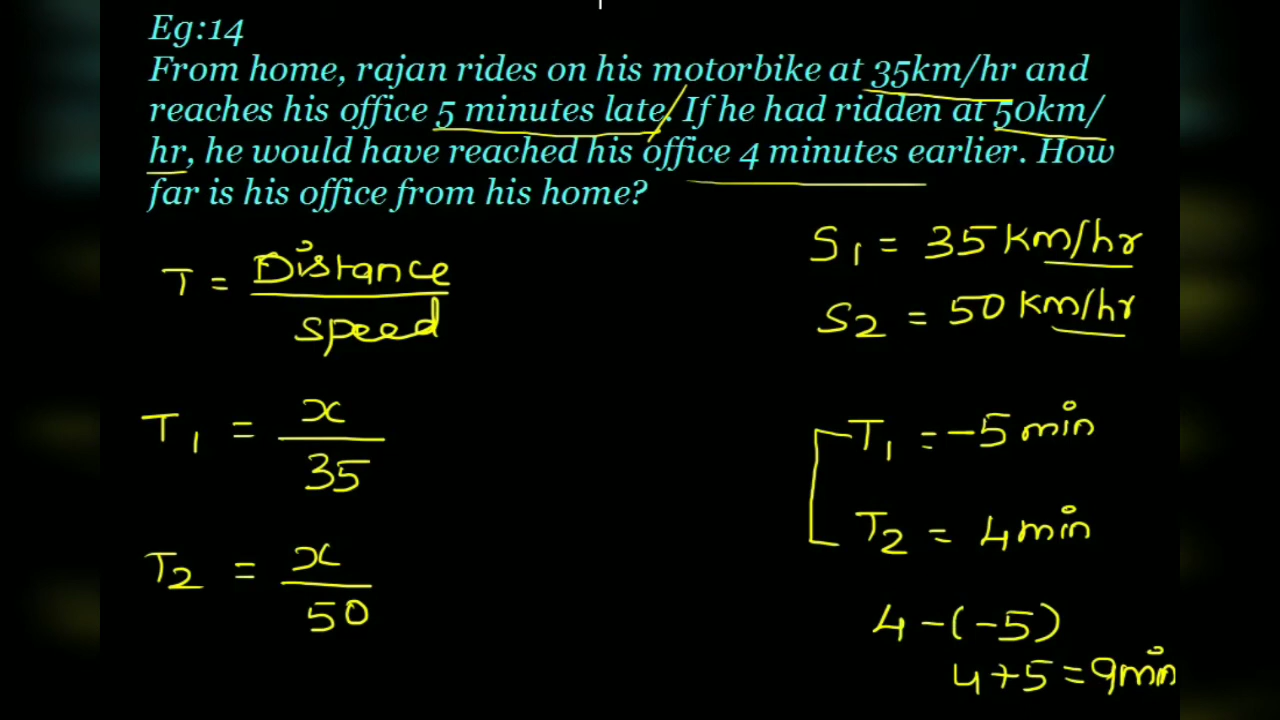 Eg:14
From home, rajan rides on his motorbike at 35km/hr and
reaches his office 5 minutes late. If he had ridden at 50km/
hr, he would have reached his office 4 minutes earlier. How
far is his office from his home?
T = Distance / speed
S1 = 35 km/hr
S2 = 50 km/hr
T1 = x / 35
T1 = -5 min
T2 = x / 50
T2 = 4 min
4 - (-5)
4 + 5 = 9 min